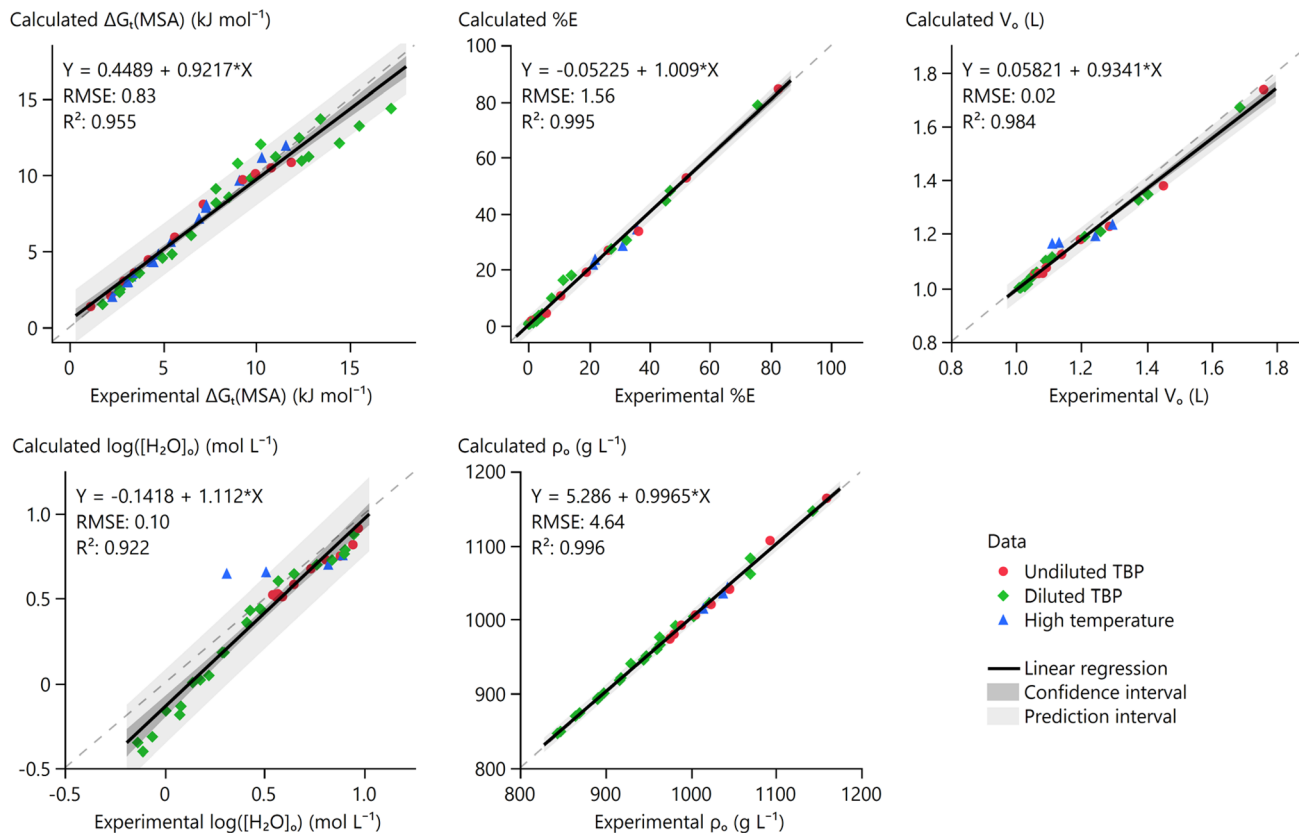 Calculated ΔGₜ(MSA) (kJ mol⁻¹)
Y = 0.4489 + 0.9217*X
RMSE: 0.83
R²: 0.955
15
10
5
0
0 5 10 15
Experimental ΔGₜ(MSA) (kJ mol⁻¹)
Calculated %E
100
Y = -0.05225 + 1.009*X
RMSE: 1.56
R²: 0.995
80
60
40
20
0
0 20 40 60 80 100
Experimental %E
Calculated Vₒ (L)
Y = 0.05821 + 0.9341*X
RMSE: 0.02
R²: 0.984
1.8
1.6
1.4
1.2
1.0
0.8
0.8 1.0 1.2 1.4 1.6 1.8
Experimental Vₒ (L)
Calculated log([H₂O]ₒ) (mol L⁻¹)
Y = -0.1418 + 1.112*X
RMSE: 0.10
R²: 0.922
1.0
0.5
0
-0.5
-0.5 0 0.5 1.0
Experimental log([H₂O]ₒ) (mol L⁻¹)
Calculated ρₒ (g L⁻¹)
1200
Y = 5.286 + 0.9965*X
RMSE: 4.64
R²: 0.996
1100
1000
900
800
800 900 1000 1100 1200
Experimental ρₒ (g L⁻¹)
Data
Undiluted TBP
Diluted TBP
High temperature
Linear regression
Confidence interval
Prediction interval